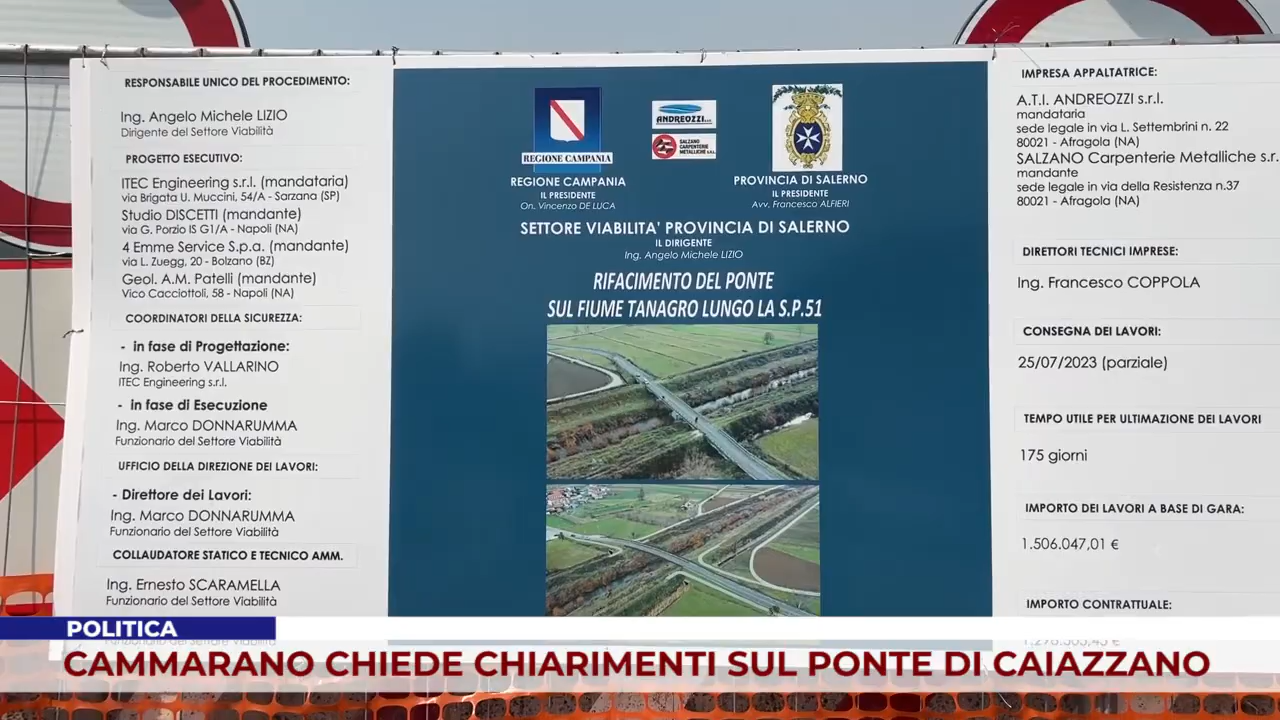 RESPONSABILE UNICO DEL PROCEDIMENTO:
Ing. Angelo Michele LIZIO
Dirigente del Settore Viabilità
PROGETTO ESECUTIVO:
ITEC Engineering s.r.l. (mandataria)
via Brigata U. Muccini, 54/A - Sarzana (SP)
Studio DISCETTI (mandante)
via G. Porzio IS G1/A - Napoli (NA)
4 Emme Service S.p.a. (mandante)
via L. Zuegg, 20 - Bolzano (BZ)
Geol. A.M. Patelli (mandante)
Vico Cacciottoli, 58 - Napoli (NA)
COORDINATORI DELLA SICUREZZA:
- in fase di Progettazione:
Ing. Roberto VALLARINO
ITEC Engineering s.r.l.
- in fase di Esecuzione
Ing. Marco DONNARUMMA
Funzionario del Settore Viabilità
UFFICIO DELLA DIREZIONE DEI LAVORI:
- Direttore dei Lavori:
Ing. Marco DONNARUMMA
Funzionario del Settore Viabilità
COLLAUDATORE STATICO E TECNICO AMM.
Ing. Ernesto SCARAMELLA
Funzionario del Settore Viabilità
REGIONE CAMPANIA
ANDREOZZI s.r.l.
SALZANO
CARPENTERIE
METALLICHE S.R.L.
REGIONE CAMPANIA
IL PRESIDENTE
On. Vincenzo DE LUCA
PROVINCIA DI SALERNO
IL PRESIDENTE
Avv. Francesco ALFIERI
SETTORE VIABILITA' PROVINCIA DI SALERNO
IL DIRIGENTE
Ing. Angelo Michele LIZIO
RIFACIMENTO DEL PONTE
SUL FIUME TANAGRO LUNGO LA S.P.51
IMPRESA APPALTATRICE:
A.T.I. ANDREOZZI s.r.l.
mandataria
sede legale in via L. Settembrini n. 22
80021 - Afragola (NA)
SALZANO Carpenterie Metalliche s.r.
mandante
sede legale in via della Resistenza n.37
80021 - Afragola (NA)
DIRETTORI TECNICI IMPRESE:
Ing. Francesco COPPOLA
CONSEGNA DEI LAVORI:
25/07/2023 (parziale)
TEMPO UTILE PER ULTIMAZIONE DEI LAVORI
175 giorni
IMPORTO DEI LAVORI A BASE DI GARA:
1.506.047,01 €
IMPORTO CONTRATTUALE:
POLITICA
CAMMARANO CHIEDE CHIARIMENTI SUL PONTE DI CAIAZZANO